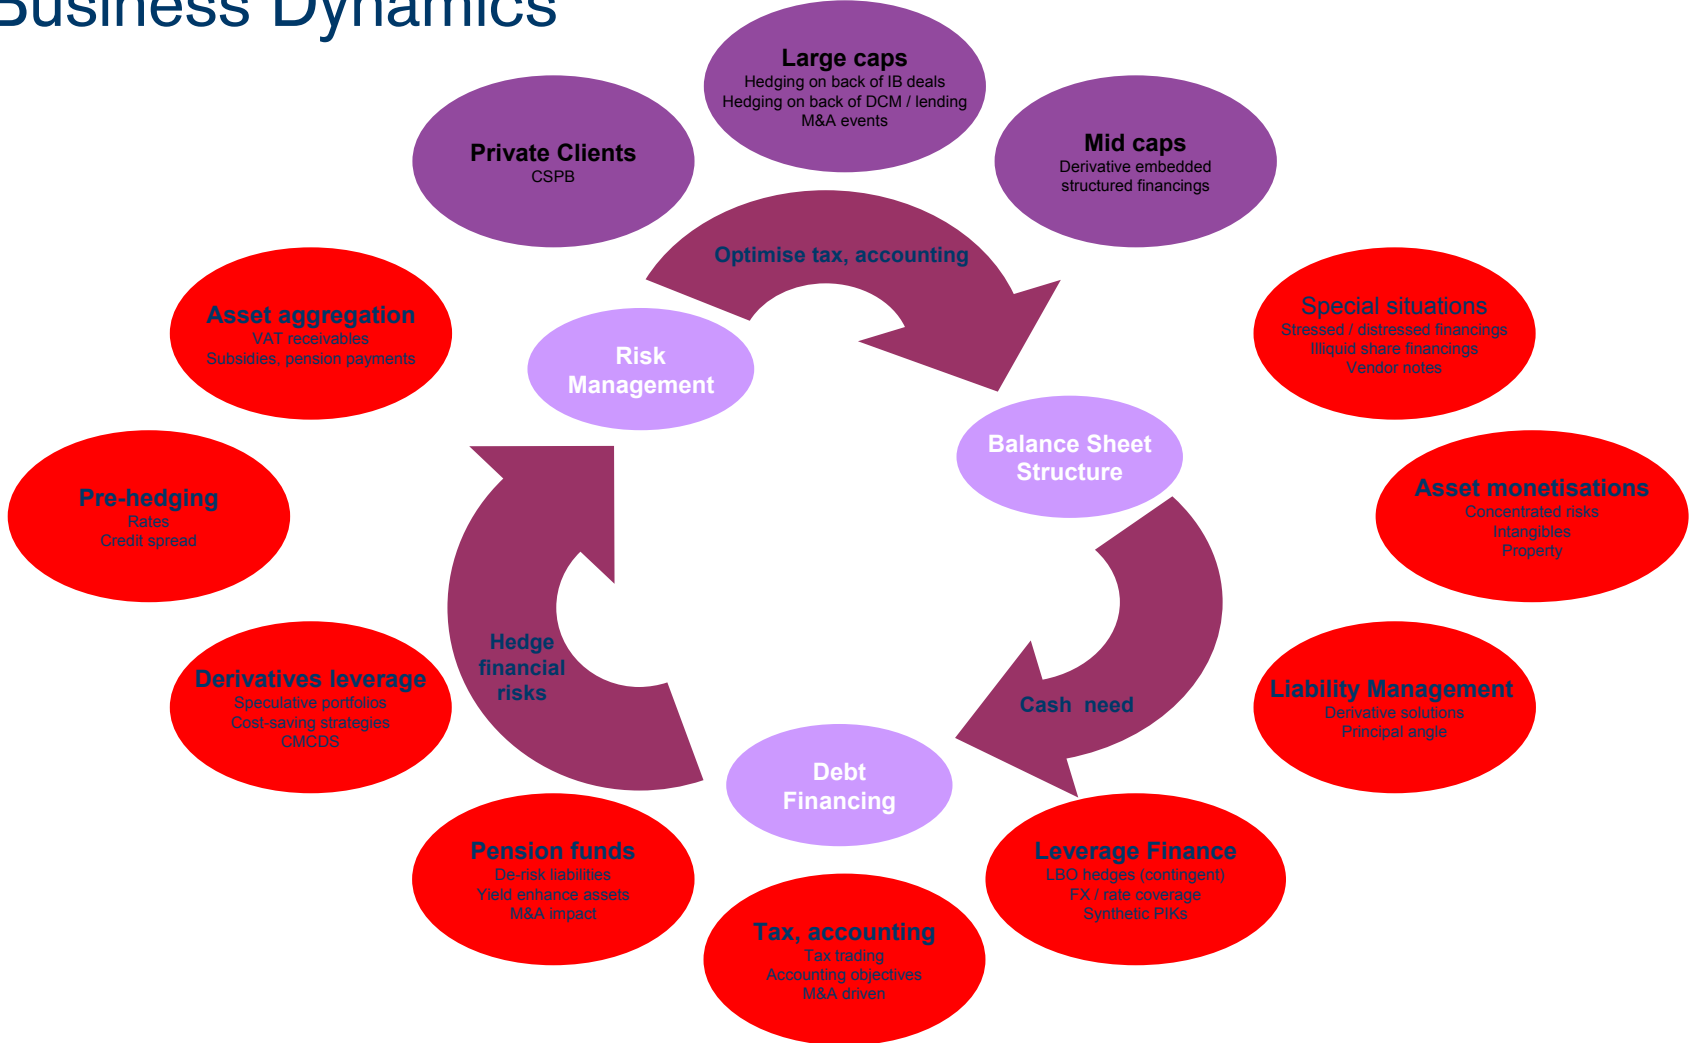 Business Dynamics
Large caps
Hedging on back of IB deals
Hedging on back of DCM / lending
M&A events
Private Clients
CSPB
Mid caps
Derivative embedded
structured financings
Optimise tax, accounting
Asset aggregation
VAT receivables
Subsidies, pension payments
Special situations
Stressed / distressed financings
Illiquid share financings
Vendor notes
Risk
Management
Balance Sheet
Structure
Pre-hedging
Rates
Credit spread
Asset monetisations
Concentrated risks
Intangibles
Property
Hedge
financial
risks
Derivatives leverage
Speculative portfolios
Cost-saving strategies
CMCDS
Cash  need
Liability Management
Derivative solutions
Principal angle
Debt
Financing
Pension funds
De-risk liabilities
Yield enhance assets
M&A impact
Leverage Finance
LBO hedges (contingent)
FX / rate coverage
Synthetic PIKs
Tax, accounting
Tax trading
Accounting objectives
M&A driven